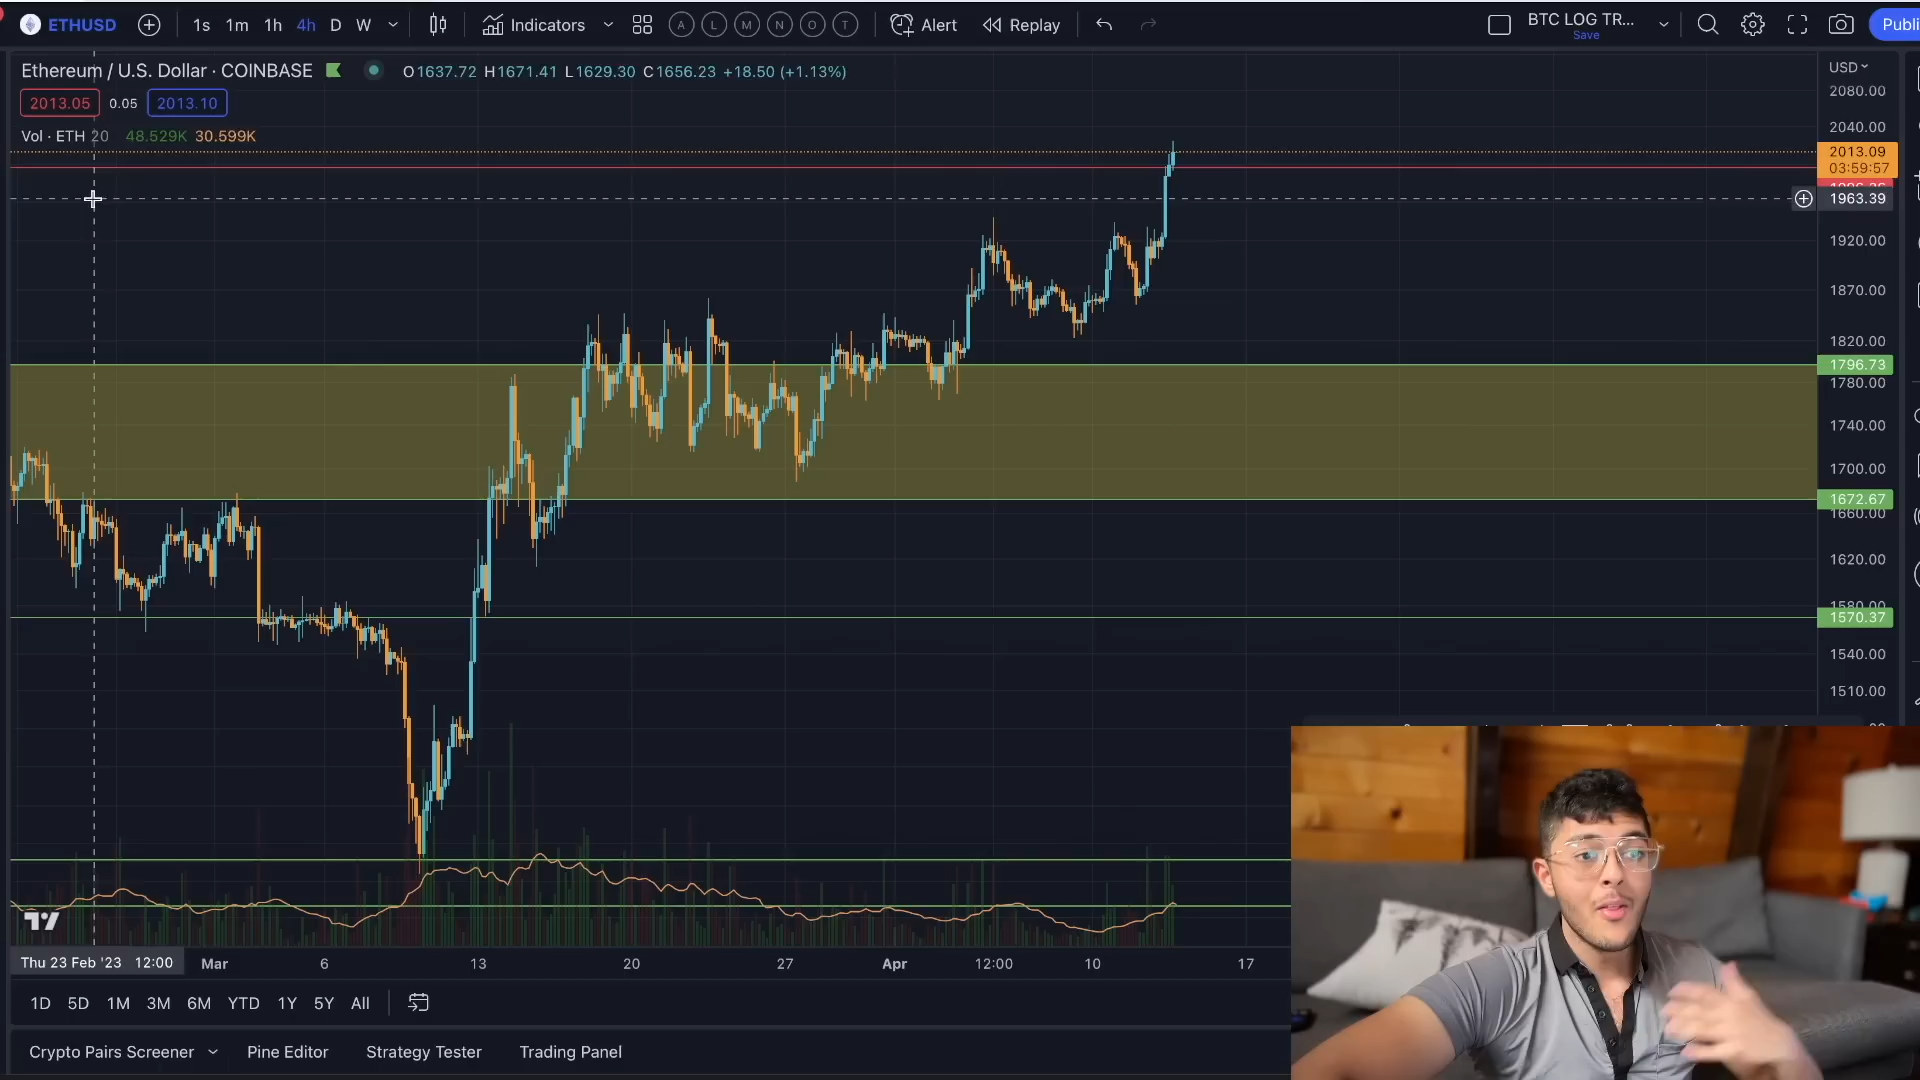 ETHUSD 1s 1m 1h 4h D W Indicators A L M N O T Alert Replay BTC LOG TR... Save Publi
Ethereum / U.S. Dollar · COINBASE O1637.72 H1671.41 L1629.30 C1656.23 +18.50 (+1.13%) USD
2013.05 0.05 2013.10
Vol · ETH 20 48.529K 30.599K
2080.00
2040.00
2013.09
03:59:57
1963.39
1920.00
1870.00
1820.00
1796.73
1780.00
1740.00
1700.00
1672.67
1660.00
1620.00
1580.00
1570.37
1540.00
1510.00
Thu 23 Feb '23 12:00 Mar 6 13 20 27 Apr 12:00 10 17
1D 5D 1M 3M 6M YTD 1Y 5Y All
Crypto Pairs Screener Pine Editor Strategy Tester Trading Panel